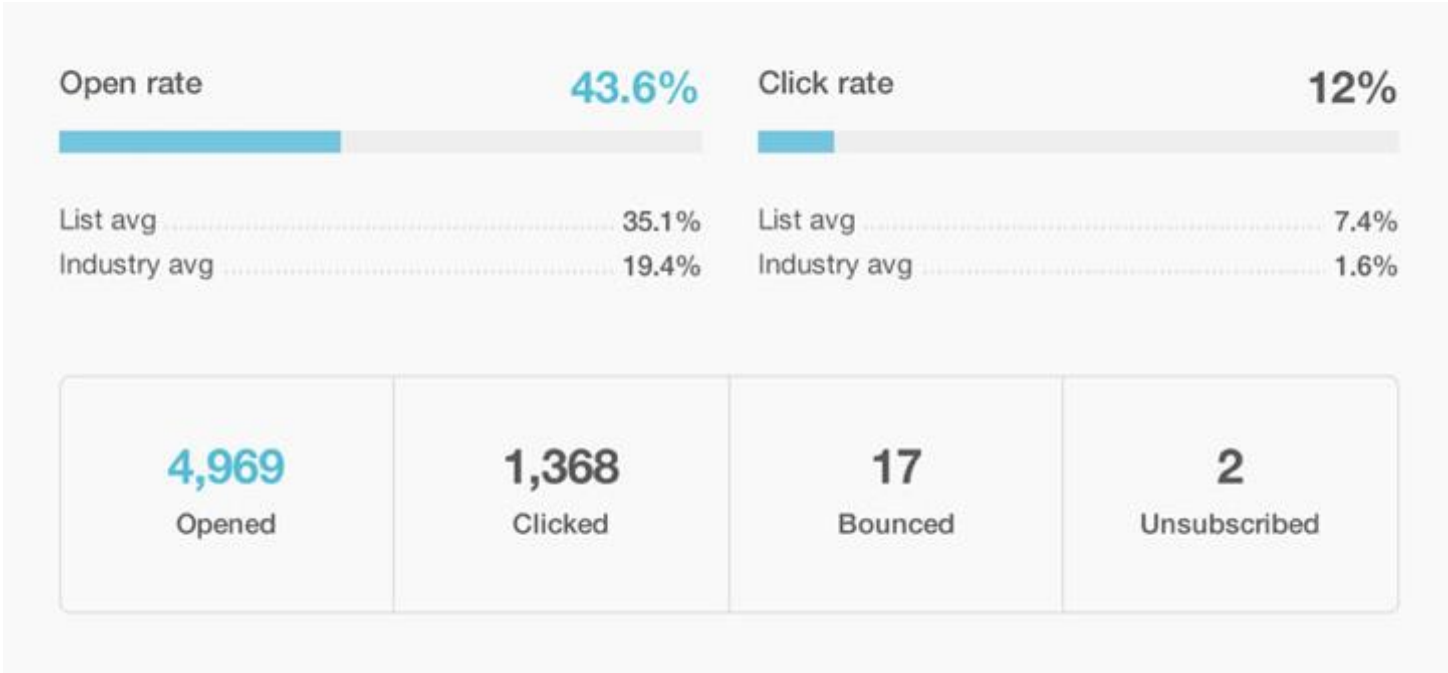 Open rate 43.6%
List avg 35.1%
Industry avg 19.4%
Click rate 12%
List avg 7.4%
Industry avg 1.6%
4,969
Opened
1,368
Clicked
17
Bounced
2
Unsubscribed